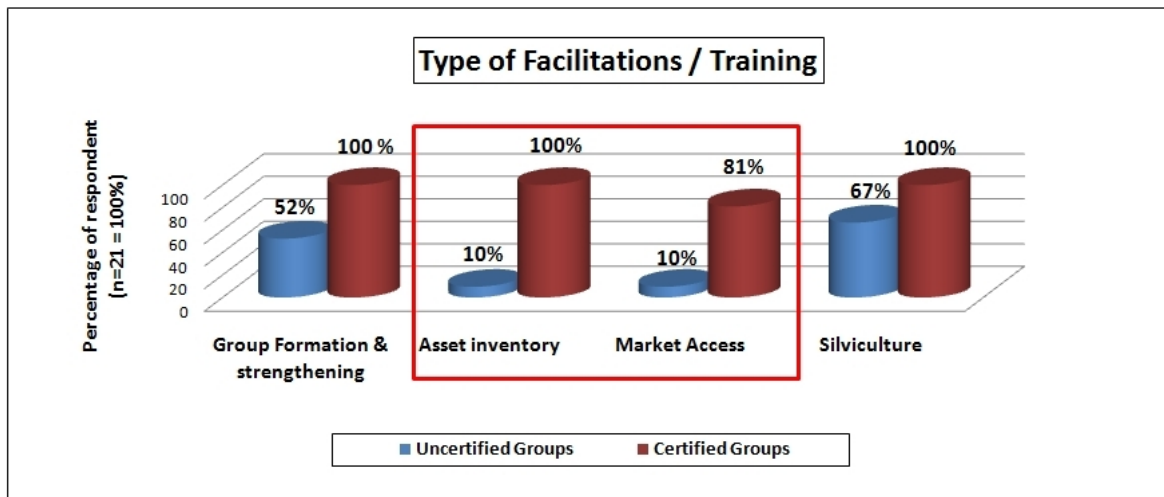 Type of Facilitations / Training
Percentage of respondent
(n=21 = 100%)
100
80
60
40
20
0
52%
100 %
10%
100%
10%
81%
67%
100%
Group Formation &
strengthening
Asset inventory
Market Access
Silviculture
Uncertified Groups
Certified Groups